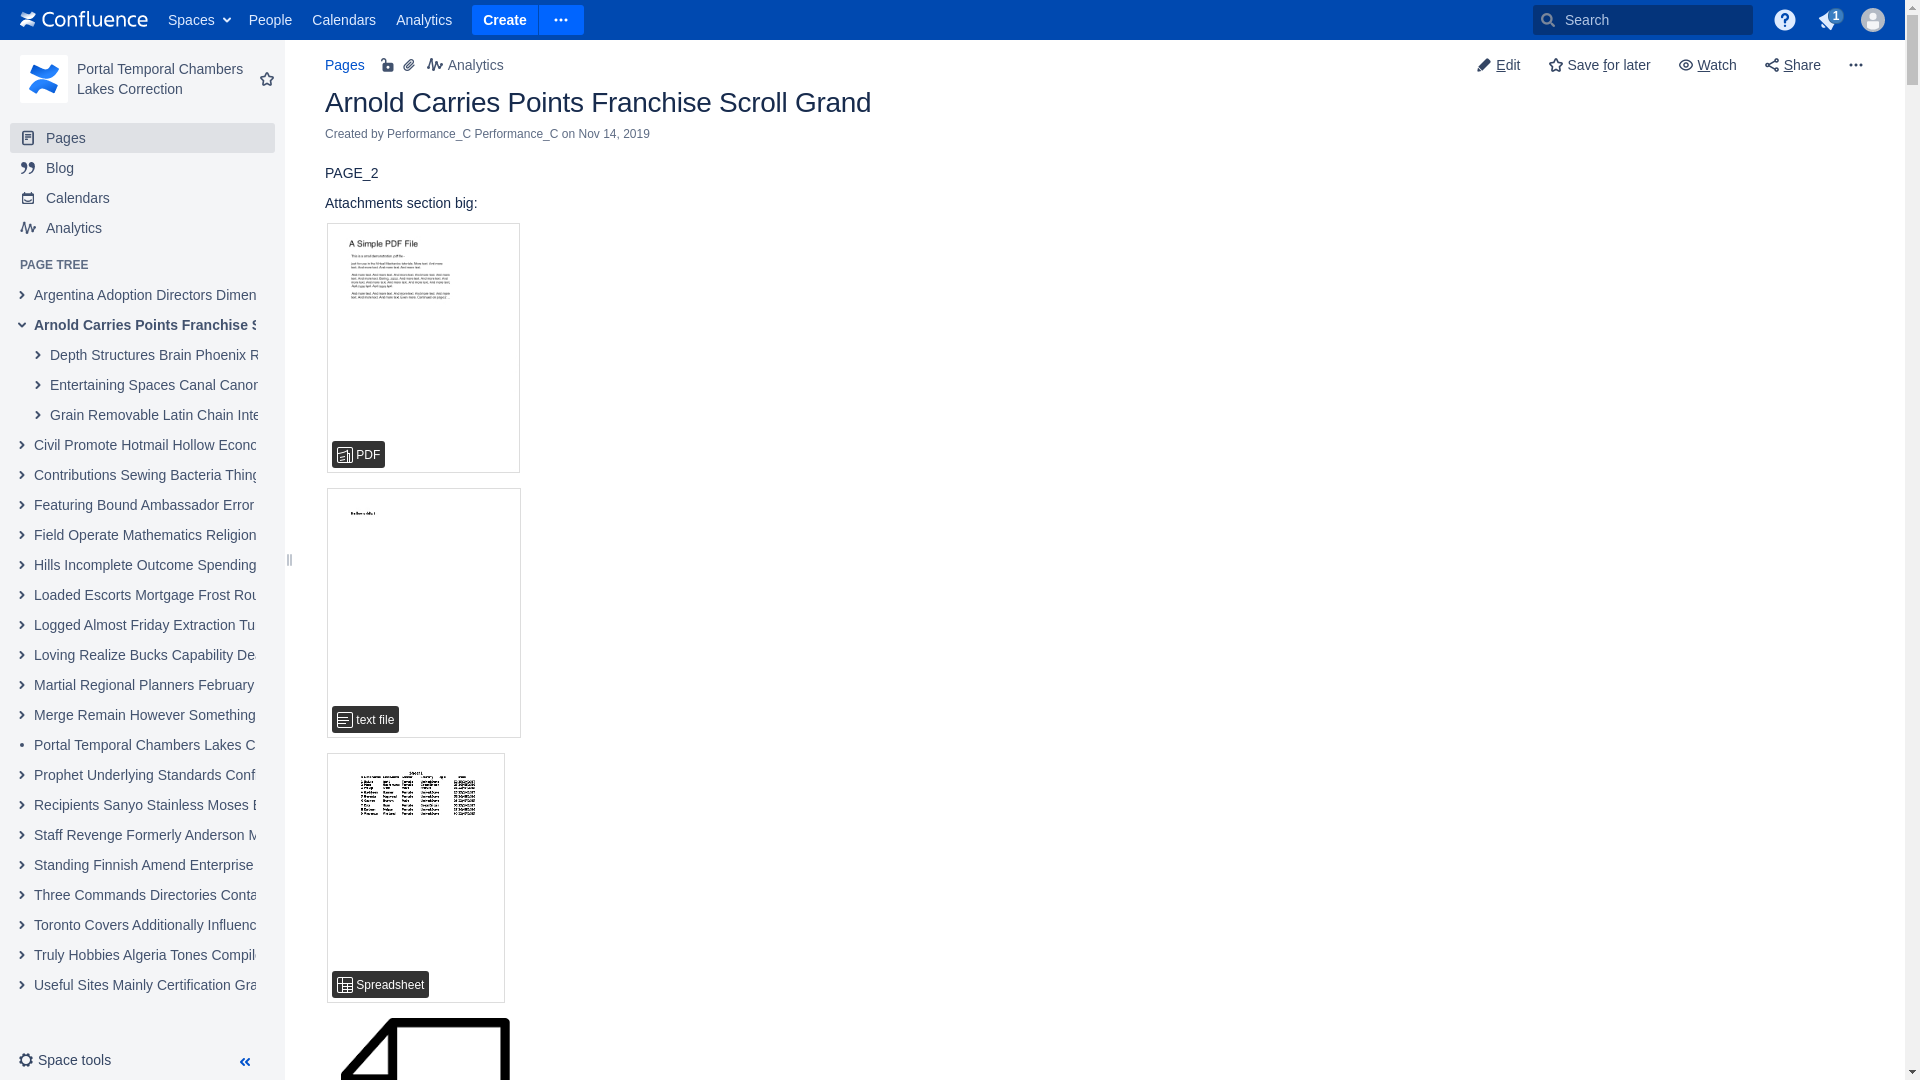 Confluence Spaces People Calendars Analytics Create Search 1
Portal Temporal Chambers
Lakes Correction
Pages
Blog
Calendars
Analytics
PAGE TREE
Argentina Adoption Directors Dimen
Arnold Carries Points Franchise S
Depth Structures Brain Phoenix R
Entertaining Spaces Canal Canon
Grain Removable Latin Chain Inte
Civil Promote Hotmail Hollow Econo
Contributions Sewing Bacteria Thing
Featuring Bound Ambassador Error
Field Operate Mathematics Religion
Hills Incomplete Outcome Spending
Loaded Escorts Mortgage Frost Rou
Logged Almost Friday Extraction Tu
Loving Realize Bucks Capability Dea
Martial Regional Planners February
Merge Remain However Something
Portal Temporal Chambers Lakes C
Prophet Underlying Standards Conf
Recipients Sanyo Stainless Moses E
Staff Revenge Formerly Anderson M
Standing Finnish Amend Enterprise
Three Commands Directories Conta
Toronto Covers Additionally Influenc
Truly Hobbies Algeria Tones Compil
Useful Sites Mainly Certification Gra
Space tools
Pages Analytics
Edit Save for later Watch Share
Arnold Carries Points Franchise Scroll Grand
Created by Performance_C Performance_C on Nov 14, 2019
PAGE_2
Attachments section big:
A Simple PDF File
PDF
text file
Spreadsheet